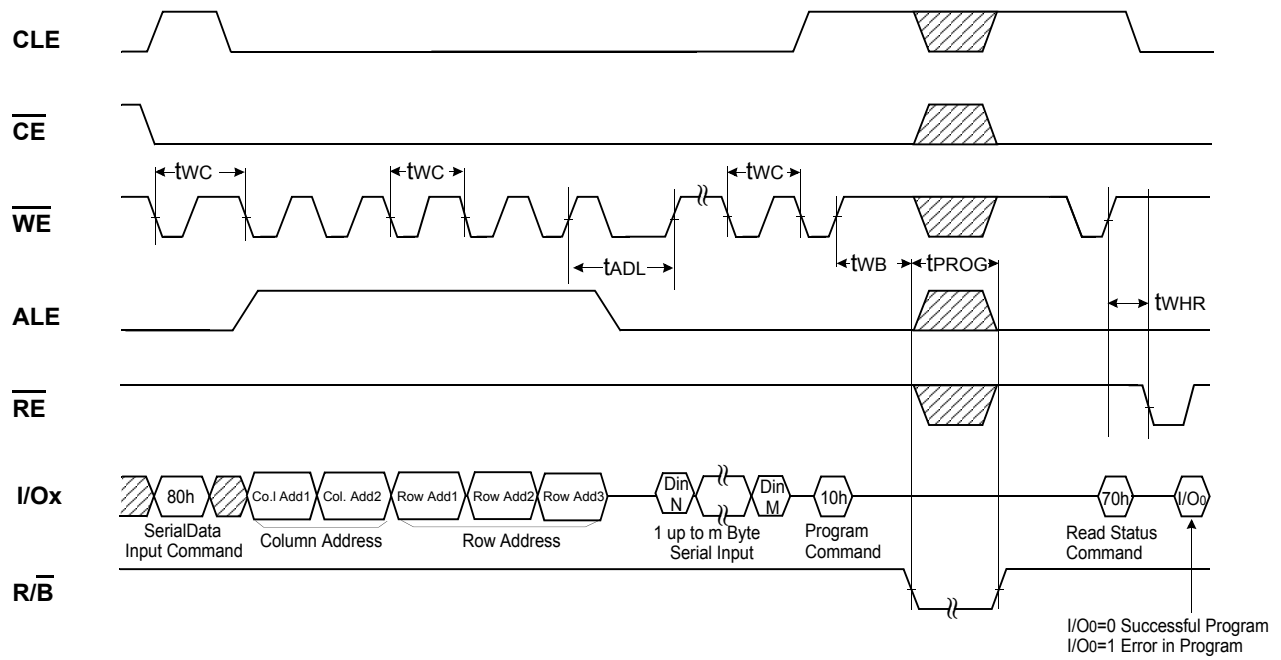 CLE
CE
tWC
tWC
tWC
WE
tADL
tWB
tPROG
ALE
tWHR
RE
I/Ox
80h
Co.l Add1
Col. Add2
Row Add1
Row Add2
Row Add3
Din
N
Din
M
10h
70h
I/O0
SerialData
Input Command
Column Address
Row Address
1 up to m Byte
Serial Input
Program
Command
Read Status
Command
R/B
I/O0=0 Successful Program
I/O0=1 Error in Program